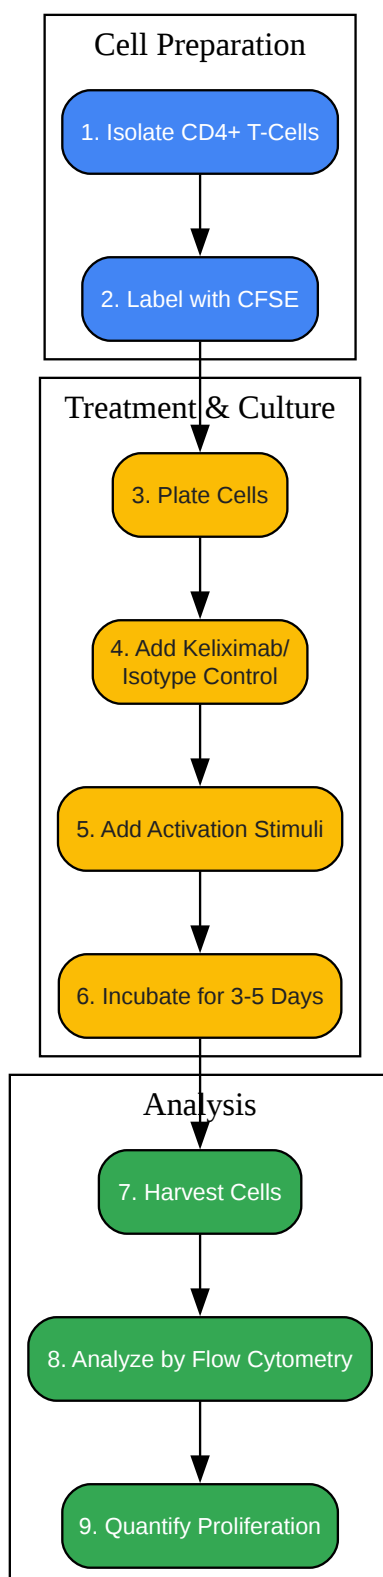 Cell Preparation
1. Isolate CD4+ T-Cells
2. Label with CFSE
Treatment & Culture
3. Plate Cells
4. Add Keliximab/
Isotype Control
5. Add Activation Stimuli
6. Incubate for 3-5 Days
Analysis
7. Harvest Cells
8. Analyze by Flow Cytometry
9. Quantify Proliferation